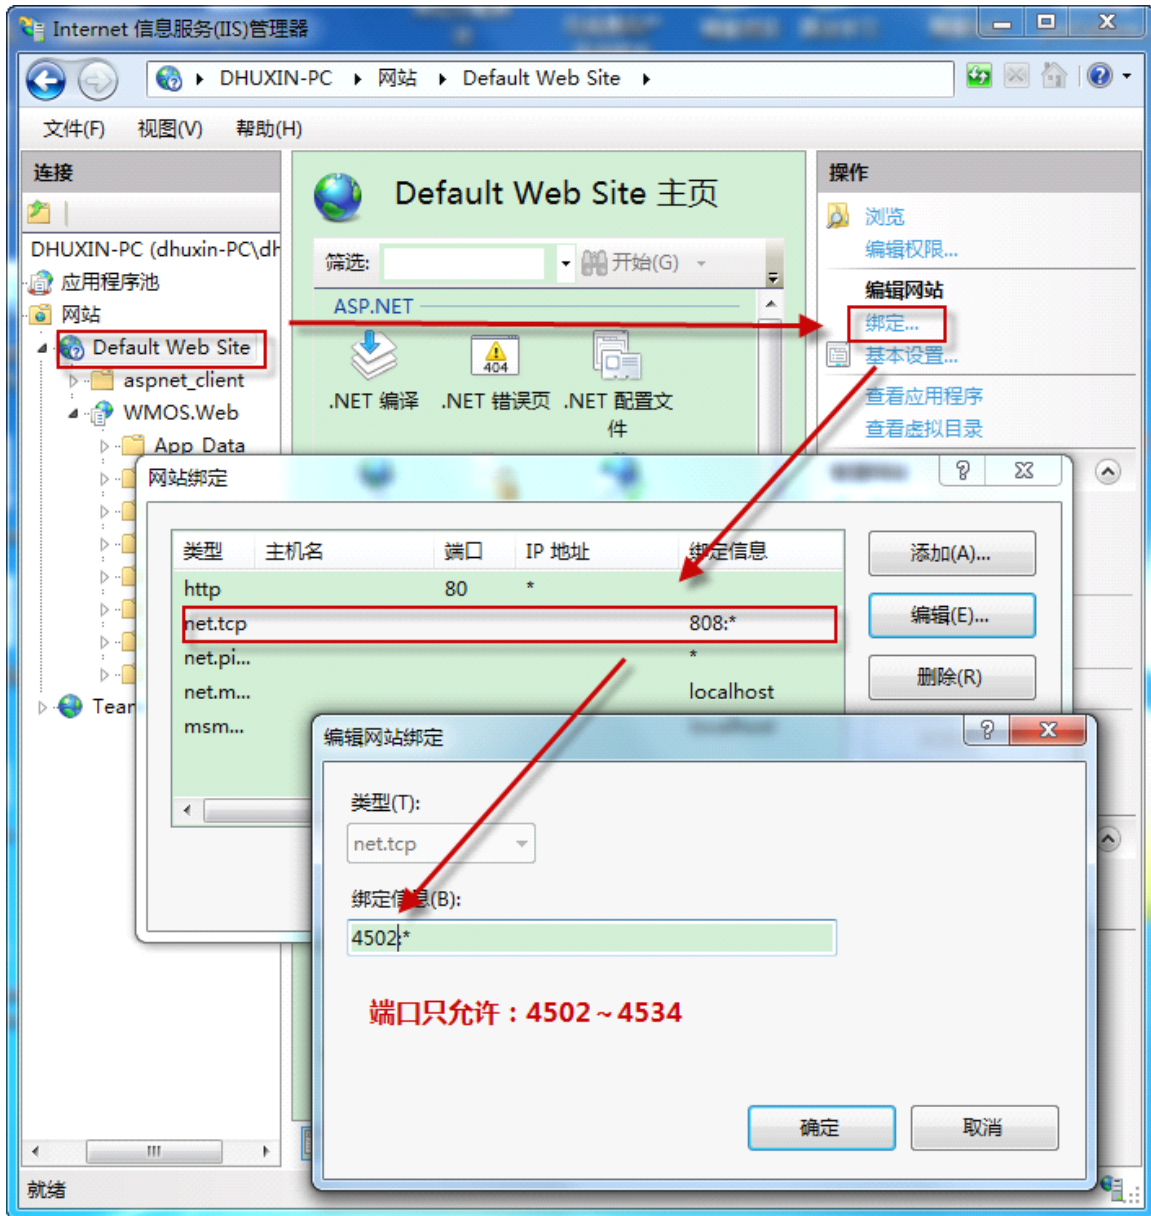 Internet 信息服务(IIS)管理器
DHUXIN-PC 网站 Default Web Site
文件(F) 视图(V) 帮助(H)
连接
DHUXIN-PC (dhuxin-PC\dh
应用程序池
网站
Default Web Site
aspnet_client
WMOS.Web
App_Data
Tear
就绪
Default Web Site 主页
筛选:
开始(G)
ASP.NET
404
.NET 编译
.NET 错误页
.NET 配置文件
操作
浏览
编辑权限...
编辑网站
绑定...
基本设置...
查看应用程序
查看虚拟目录
网站绑定
类型 主机名 端口 IP 地址 绑定信息
http 80 *
net.tcp 808:*
net.pi... *
net.m... localhost
msm...
添加(A)...
编辑(E)...
删除(R)
编辑网站绑定
类型(T):
net.tcp
绑定信息(B):
4502:*
端口只允许：4502～4534
确定
取消